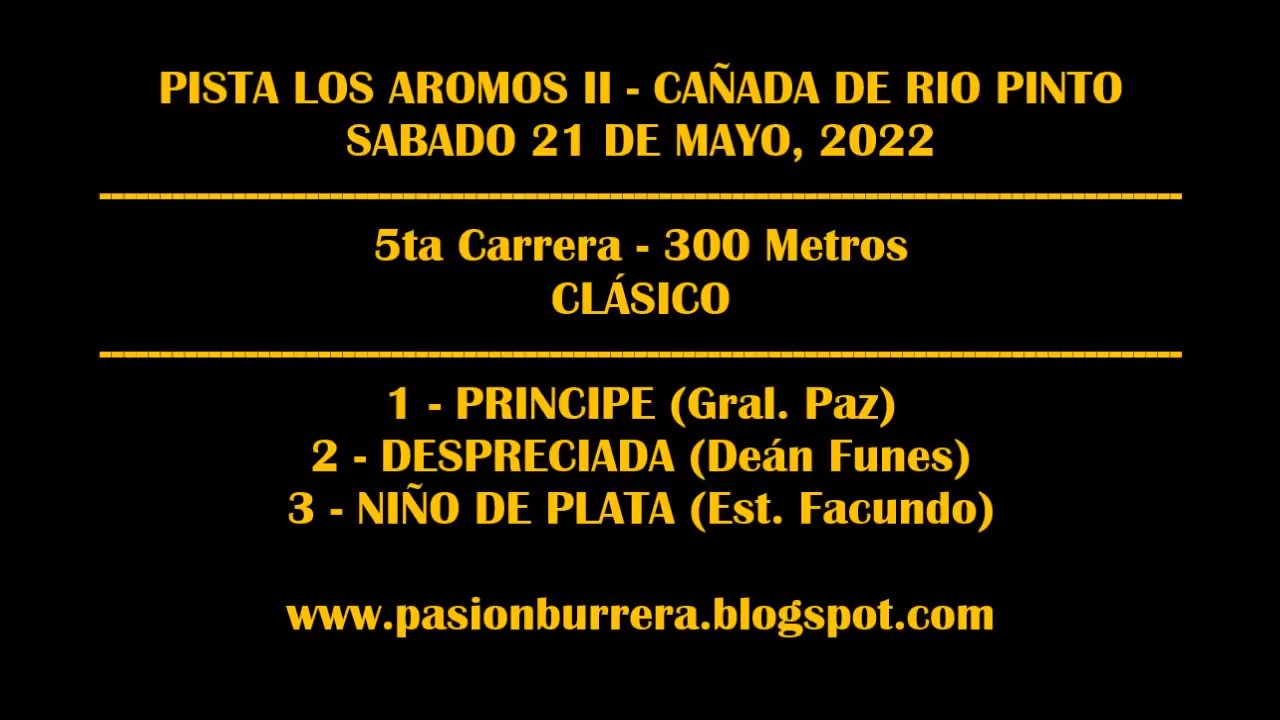 PISTA LOS AROMOS II - CAÑADA DE RIO PINTO
SABADO 21 DE MAYO, 2022
5ta Carrera - 300 Metros
CLÁSICO
1 - PRINCIPE (Gral. Paz)
2 - DESPRECIADA (Deán Funes)
3 - NIÑO DE PLATA (Est. Facundo)
www.pasionburrera.blogspot.com